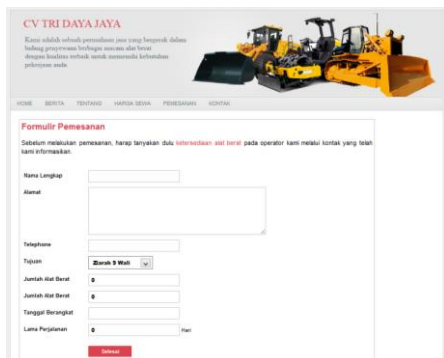 CV TRI DAYA JAYA
Kami adalah sebuah perusahaan jasa yang bergerak dalam
bidang penyewaan berbagai macam alat berat
dengan kualitas terbaik untuk memenuhi kebutuhan
pekerjaan anda.
HOME BERITA TENTANG HARGA SEWA PEMESANAN KONTAK
Formulir Pemesanan
Sebelum melakukan pemesanan, harap tanyakan dulu ketersediaan alat berat pada operator kami melalui kontak yang telah
kami informasikan.
Nama Lengkap
Alamat
Telephone
Tujuan Ziarah 9 Wali
Jumlah Alat Berat 0
Jumlah Alat Berat 0
Tanggal Berangkat
Lama Perjalanan 0 Hari
Selesai